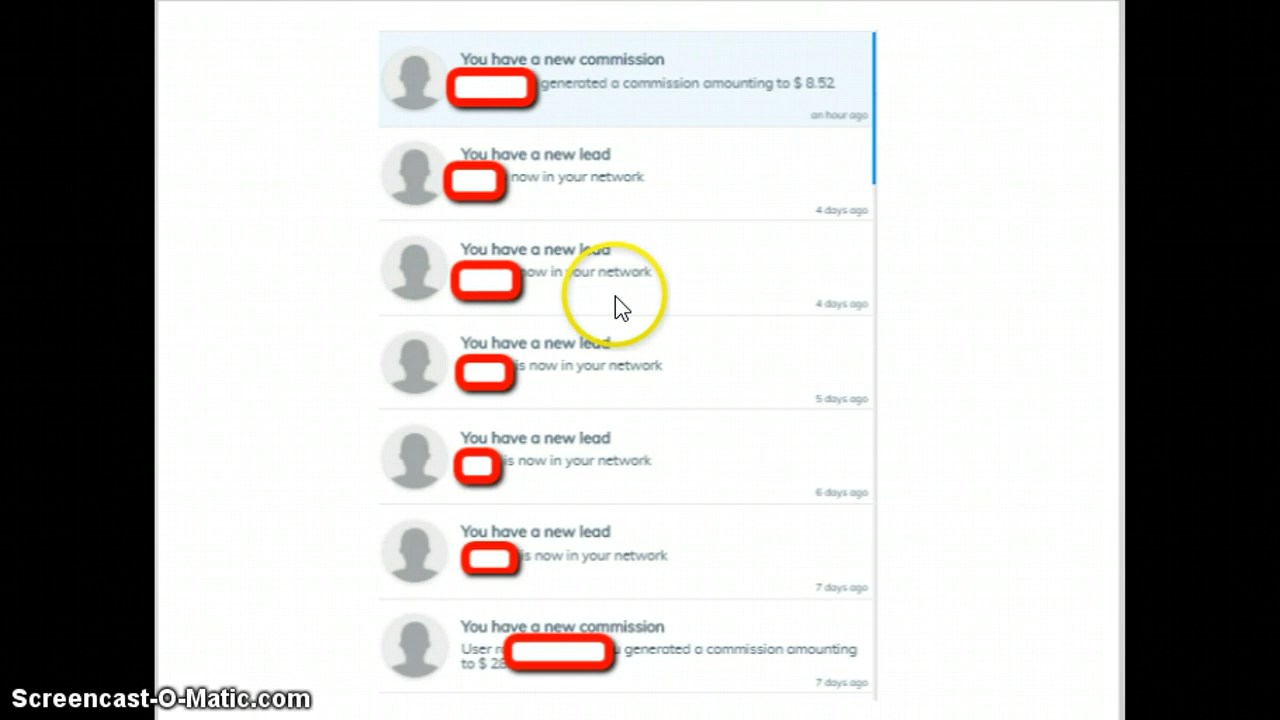 You have a new commission
generated a commission amounting to $ 8.52
an hour ago
You have a new lead
now in your network
4 days ago
You have a new lead
now in your network
4 days ago
You have a new lead
is now in your network
5 days ago
You have a new lead
is now in your network
6 days ago
You have a new lead
is now in your network
7 days ago
You have a new commission
User generated a commission amounting
to $
7 days ago
Screencast-O-Matic.com